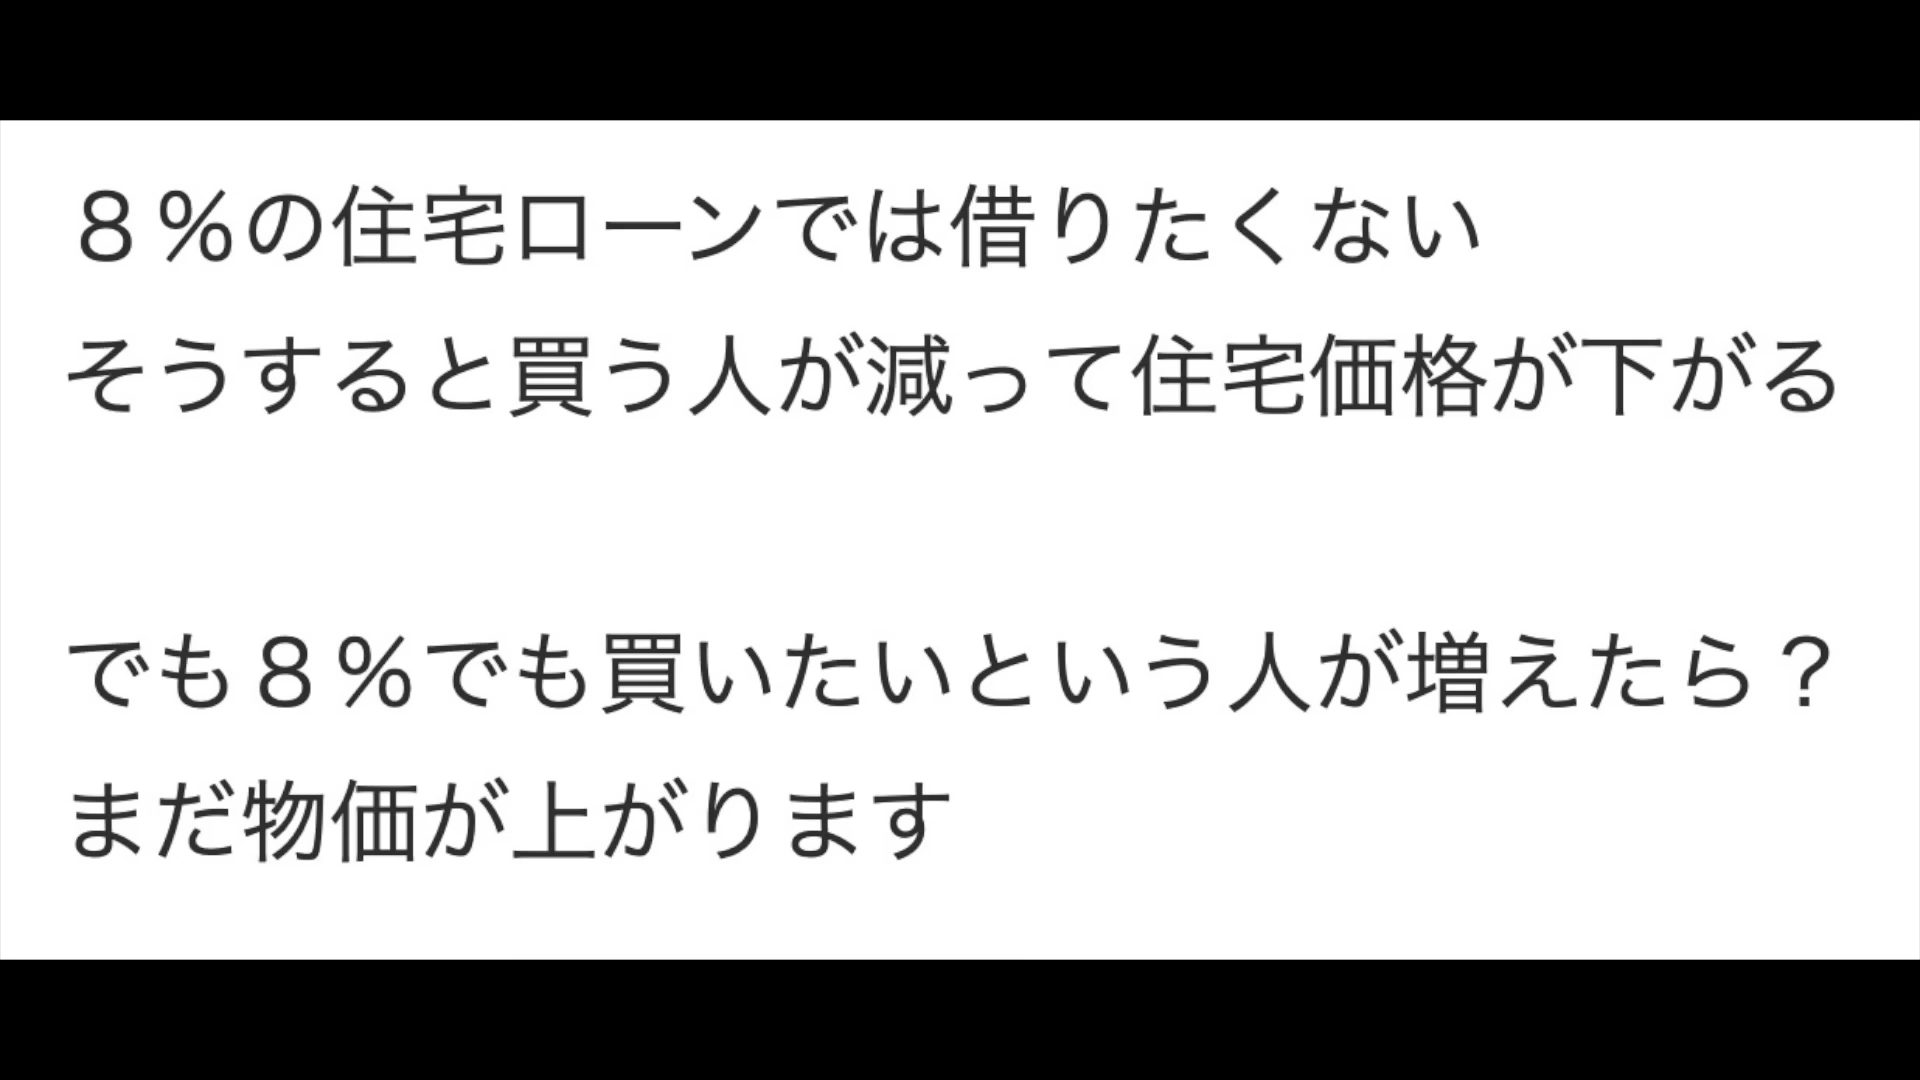 ８％の住宅ローンでは借りたくない
そうすると買う人が減って住宅価格が下がる
でも８％でも買いたいという人が増えたら？
まだ物価が上がります